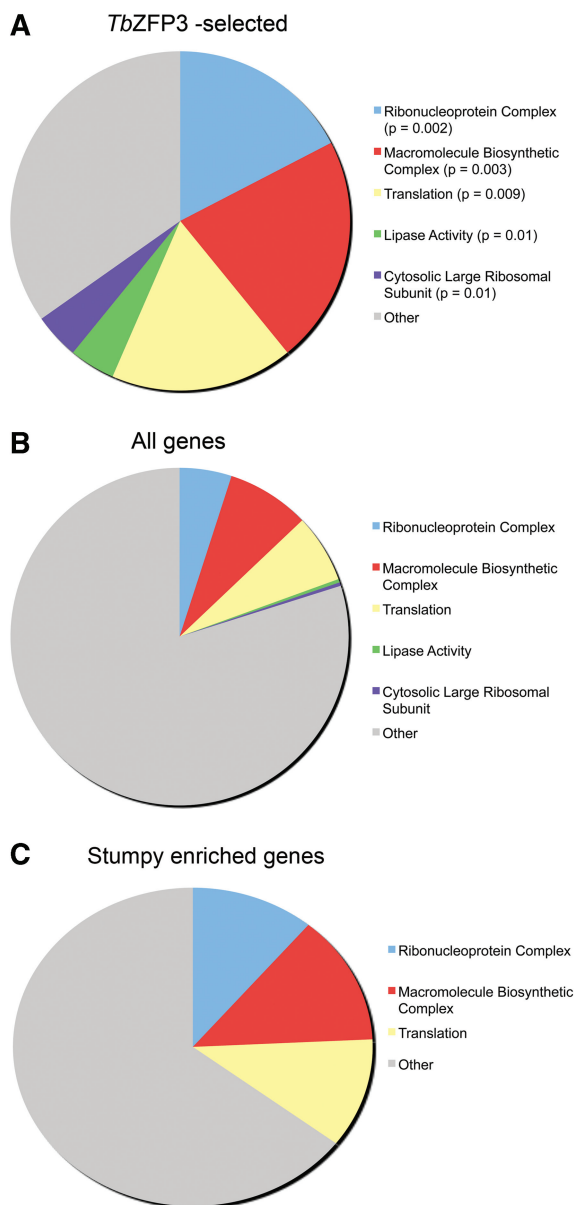 A
TbZFP3 -selected
Ribonucleoprotein Complex
(p = 0.002)
Macromolecule Biosynthetic
Complex (p = 0.003)
Translation (p = 0.009)
Lipase Activity (p = 0.01)
Cytosolic Large Ribosomal
Subunit (p = 0.01)
Other
B
All genes
Ribonucleoprotein Complex
Macromolecule Biosynthetic
Complex
Translation
Lipase Activity
Cytosolic Large Ribosomal
Subunit
Other
C
Stumpy enriched genes
Ribonucleoprotein Complex
Macromolecule Biosynthetic
Complex
Translation
Other